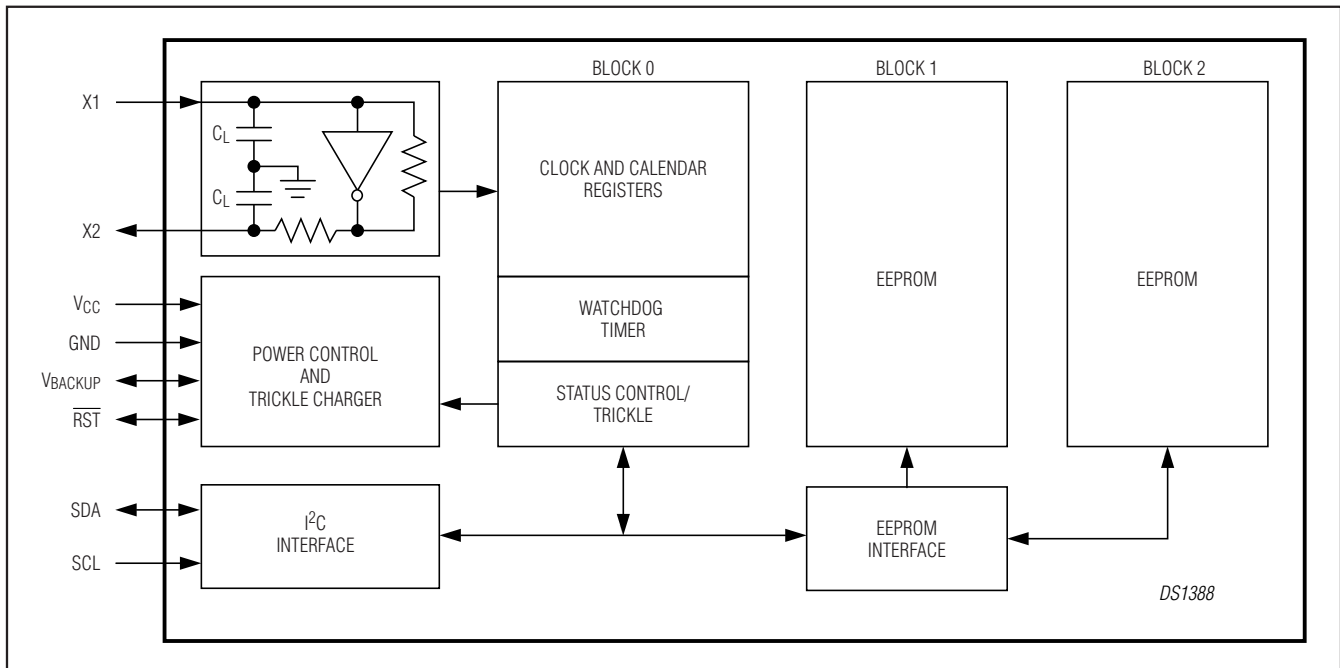 BLOCK 0
BLOCK 1
BLOCK 2
X1
X2
CL
CL
CLOCK AND CALENDAR
REGISTERS
WATCHDOG
TIMER
STATUS CONTROL/
TRICKLE
EEPROM
EEPROM
VCC
GND
VBACKUP
RST
POWER CONTROL
AND
TRICKLE CHARGER
SDA
SCL
I²C
INTERFACE
EEPROM
INTERFACE
DS1388